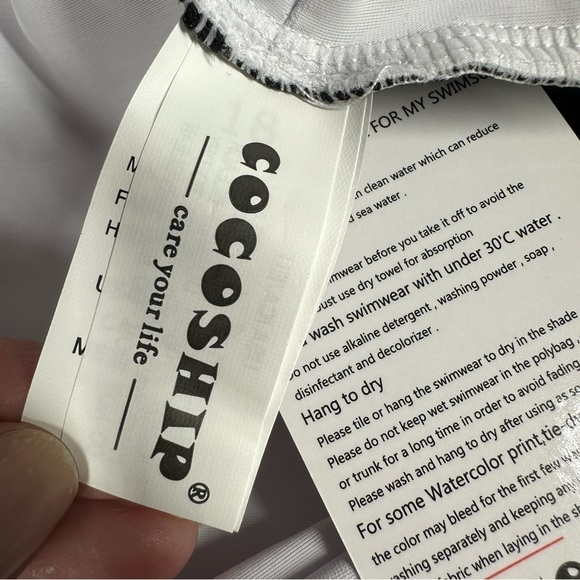 COCOSHIP®
care your life
FOR MY SWIMS
clean water which can reduce
sea water .
before you take it off to avoid the
use dry towel for absorption
wash swimwear with under 30°C water .
not use alkaline detergent , washing powder , soap ,
disinfectant and decolorizer .
Hang to dry
Please tile or hang the swimwear to dry in the shade
Please do not keep wet swimwear in the polybag ,
or trunk for a long time in order to avoid fading
Please wash and hang to dry after using as s
For some Watercolor print,tie-d
the color may bleed for the first few w
separately and keeping an
when laying in the sh